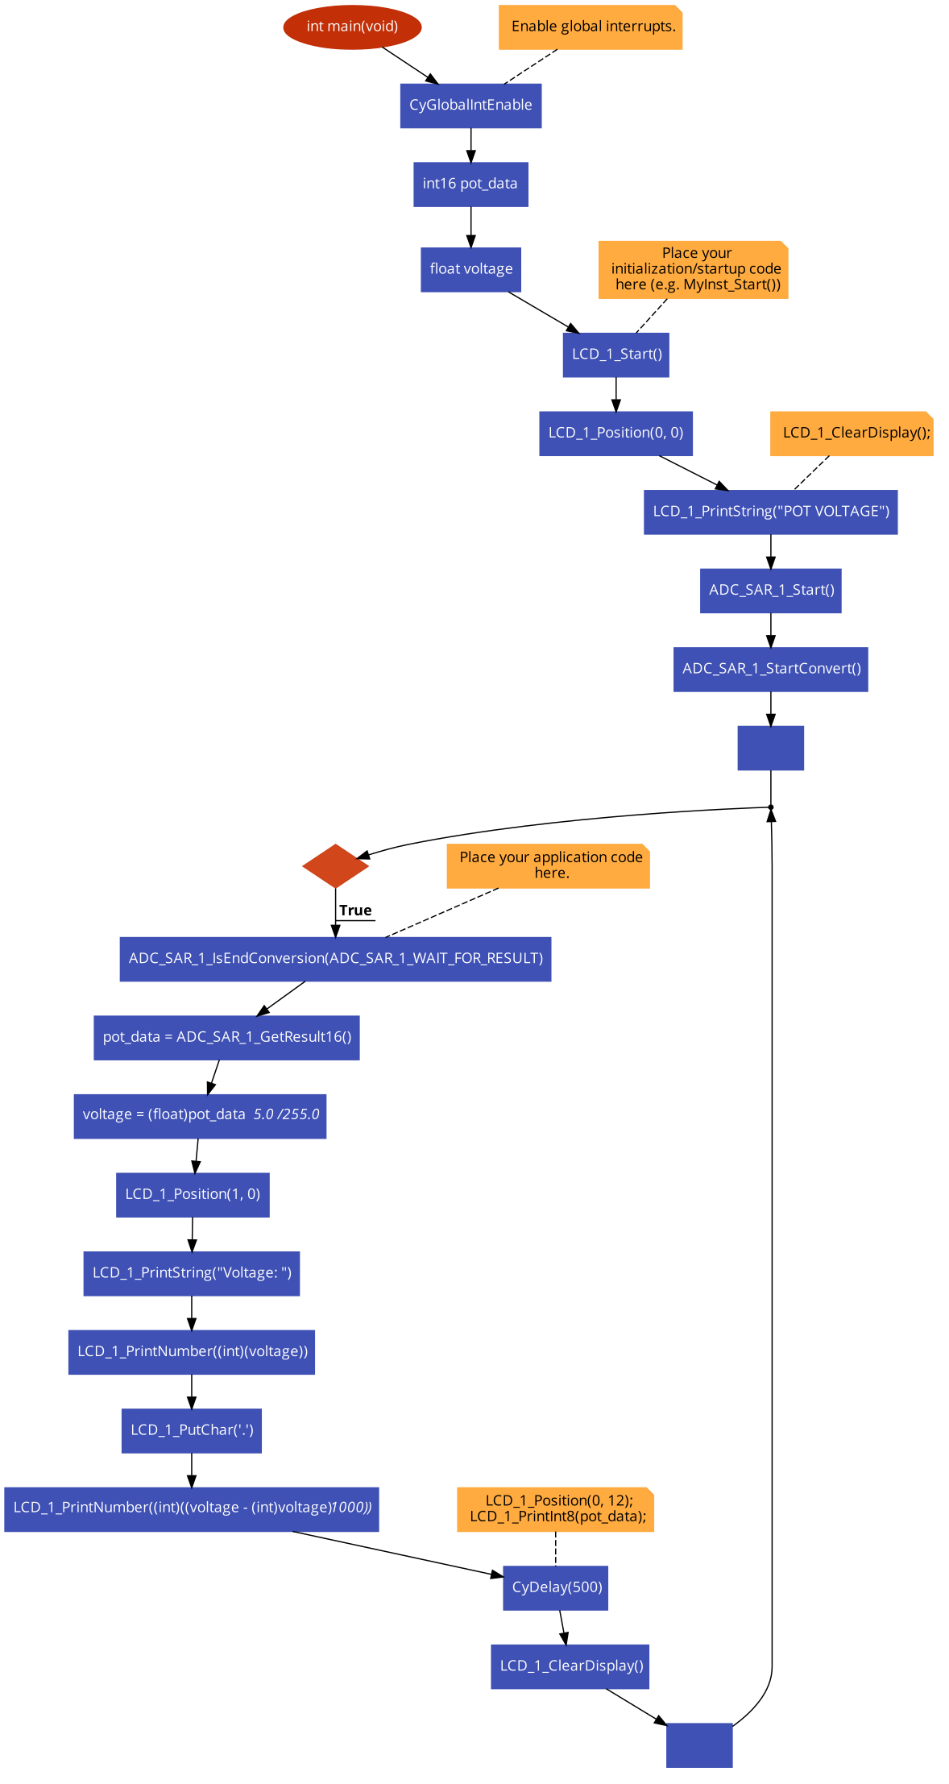 int main(void)
Enable global interrupts.
CyGlobalIntEnable
int16 pot_data
float voltage
Place your
initialization/startup code
here (e.g. MyInst_Start())
LCD_1_Start()
LCD_1_Position(0, 0)
LCD_1_ClearDisplay();
LCD_1_PrintString("POT VOLTAGE")
ADC_SAR_1_Start()
ADC_SAR_1_StartConvert()
Place your application code
here.
True
ADC_SAR_1_IsEndConversion(ADC_SAR_1_WAIT_FOR_RESULT)
pot_data = ADC_SAR_1_GetResult16()
voltage = (float)pot_data 5.0 /255.0
LCD_1_Position(1, 0)
LCD_1_PrintString("Voltage: ")
LCD_1_PrintNumber((int)(voltage))
LCD_1_PutChar('.')
LCD_1_PrintNumber((int)((voltage - (int)voltage)1000))
LCD_1_Position(0, 12);
LCD_1_PrintInt8(pot_data);
CyDelay(500)
LCD_1_ClearDisplay()